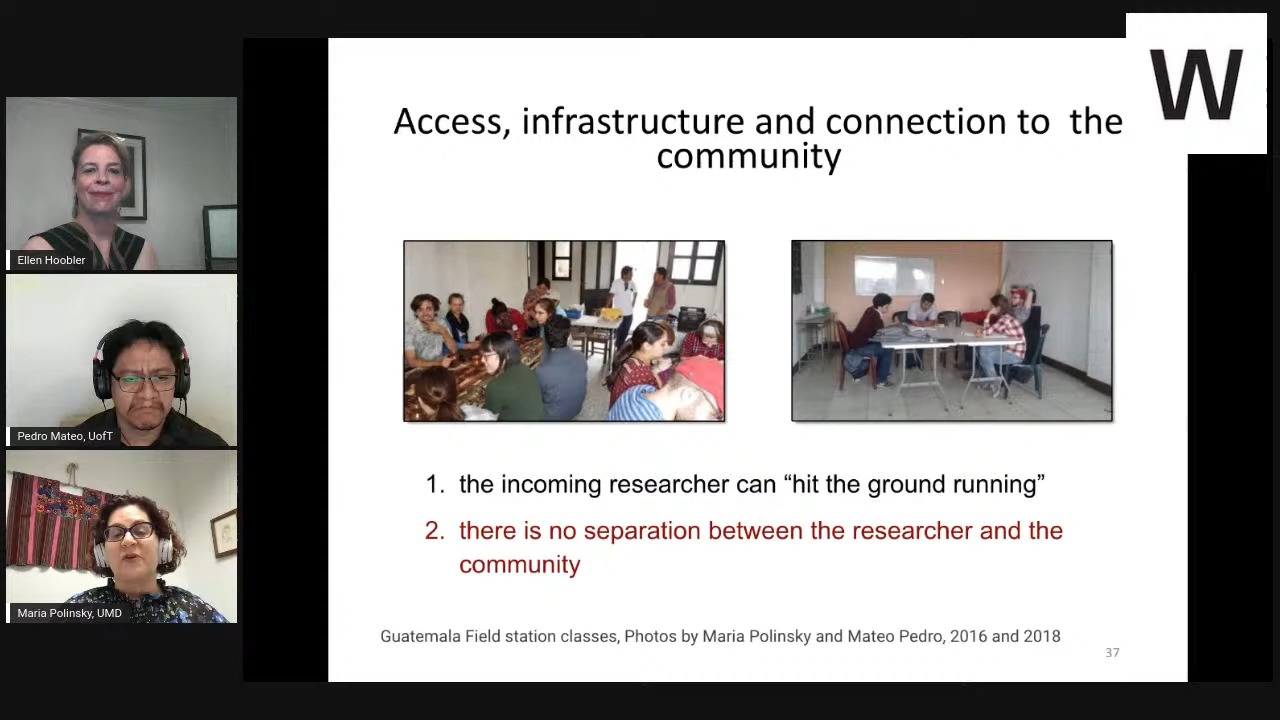 W
Access, infrastructure and connection to  the
community
Ellen Hoobler
Pedro Mateo, UofT
Maria Polinsky, UMD
1. the incoming researcher can “hit the ground running”
2. there is no separation between the researcher and the
community
Guatemala Field station classes, Photos by Maria Polinsky and Mateo Pedro, 2016 and 2018
37